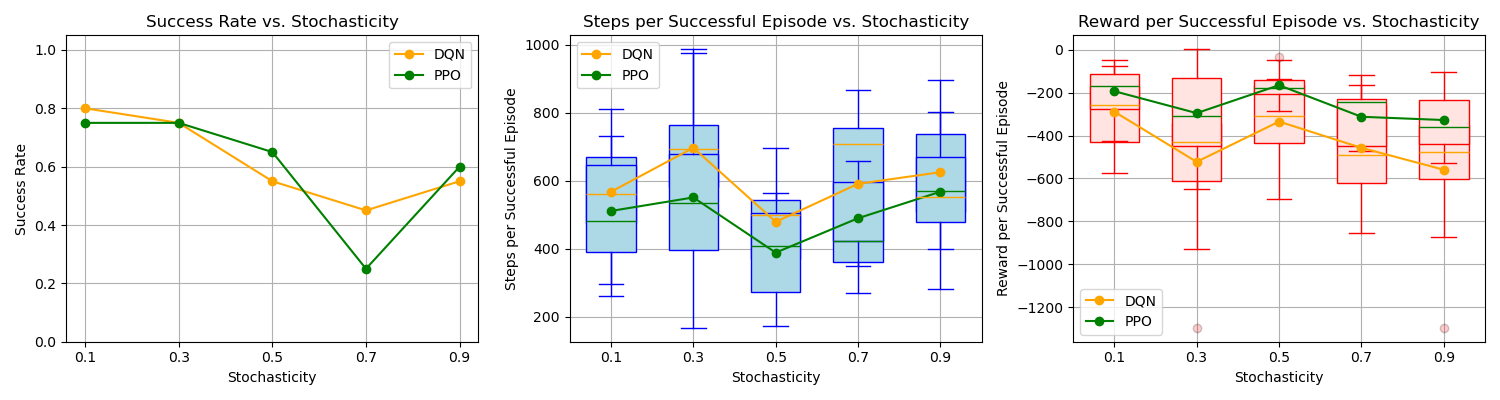 Success Rate vs. Stochasticity
Success Rate
1.0
0.8
0.6
0.4
0.2
0.0
DQN
PPO
0.1 0.3 0.5 0.7 0.9
Stochasticity
Steps per Successful Episode vs. Stochasticity
Steps per Successful Episode
1000
800
600
400
200
DQN
PPO
0.1 0.3 0.5 0.7 0.9
Stochasticity
Reward per Successful Episode vs. Stochasticity
Reward per Successful Episode
0
−200
−400
−600
−800
−1000
−1200
DQN
PPO
0.1 0.3 0.5 0.7 0.9
Stochasticity